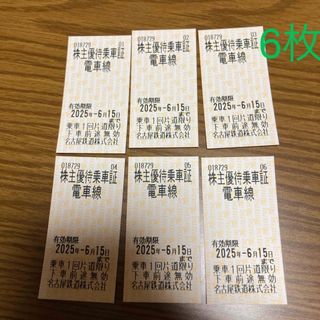 6枚
018729 01
株主優待乗車証
電車線
有効期限
2025年-6月15日
まで
乗車1回片道限り
下車前途無効
名古屋鉄道株式会社
018729 02
株主優待乗車証
電車線
有効期限
2025年-6月15日
まで
乗車1回片道限り
下車前途無効
名古屋鉄道株式会社
018729 03
株主優待乗車証
電車線
有効期限
2025年-6月15日
まで
乗車1回片道限り
下車前途無効
名古屋鉄道株式会社
018729 04
株主優待乗車証
電車線
有効期限
2025年-6月15日
まで
乗車1回片道限り
下車前途無効
名古屋鉄道株式会社
018729 05
株主優待乗車証
電車線
有効期限
2025年-6月15日
まで
乗車1回片道限り
下車前途無効
名古屋鉄道株式会社
018729 06
株主優待乗車証
電車線
有効期限
2025年-6月15日
まで
乗車1回片道限り
下車前途無効
名古屋鉄道株式会社